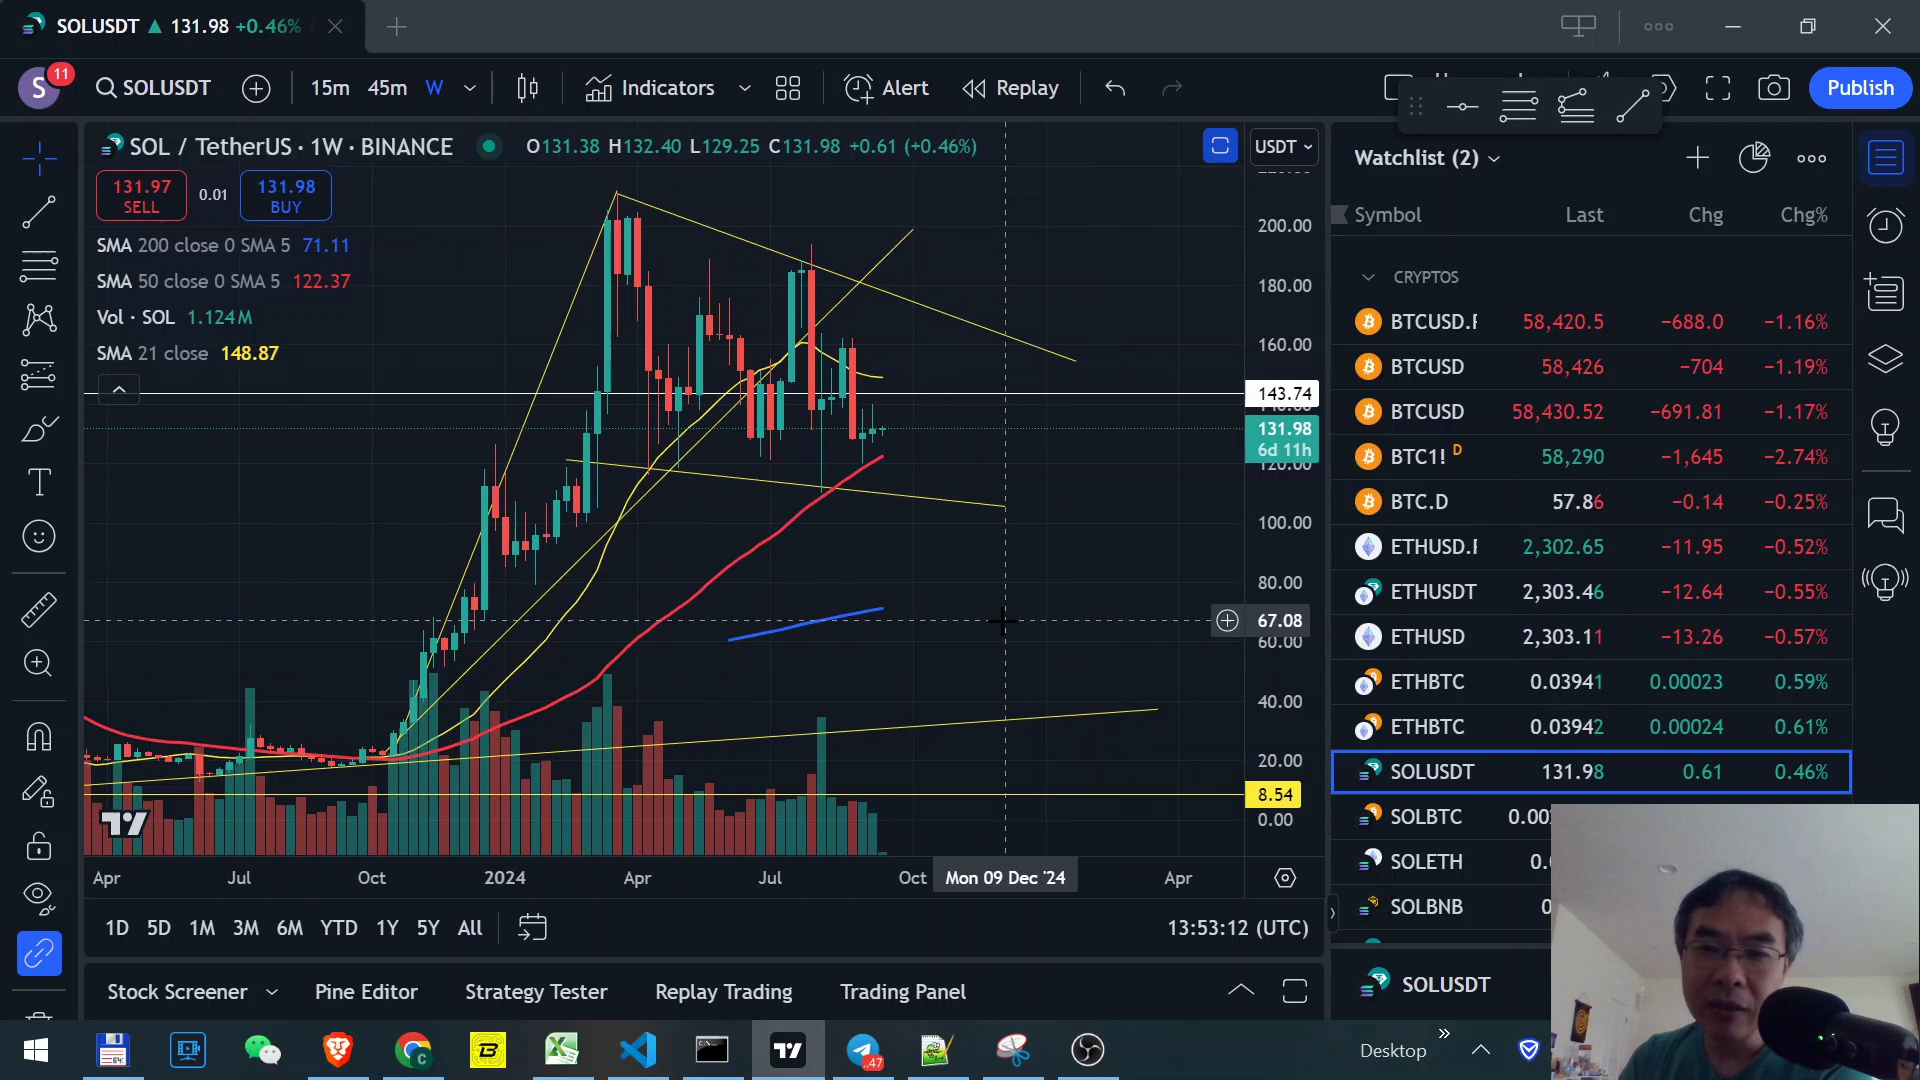 SOLUSDT ▲ 131.98 +0.46% /
S 11 SOLUSDT 15m 45m W Indicators Alert Replay Publish
SOL / TetherUS · 1W · BINANCE O131.38 H132.40 L129.25 C131.98 +0.61 (+0.46%) USDT
131.97 SELL 0.01 131.98 BUY
SMA 200 close 0 SMA 5 71.11
SMA 50 close 0 SMA 5 122.37
Vol · SOL 1.124M
SMA 21 close 148.87
200.00
180.00
160.00
143.74
131.98
6d 11h
120.00
100.00
80.00
67.08
60.00
40.00
20.00
8.54
0.00
Apr Jul Oct 2024 Apr Jul Oct Mon 09 Dec '24 Apr
1D 5D 1M 3M 6M YTD 1Y 5Y All 13:53:12 (UTC)
Stock Screener Pine Editor Strategy Tester Replay Trading Trading Panel
Watchlist (2)
Symbol Last Chg Chg%
CRYPTOS
BTCUSD.F 58,420.5 −688.0 −1.16%
BTCUSD 58,426 −704 −1.19%
BTCUSD 58,430.52 −691.81 −1.17%
BTC1! D 58,290 −1,645 −2.74%
BTC.D 57.86 −0.14 −0.25%
ETHUSD.F 2,302.65 −11.95 −0.52%
ETHUSDT 2,303.46 −12.64 −0.55%
ETHUSD 2,303.11 −13.26 −0.57%
ETHBTC 0.03941 0.00023 0.59%
ETHBTC 0.03942 0.00024 0.61%
SOLUSDT 131.98 0.61 0.46%
SOLBTC 0.00
SOLETH 0.
SOLBNB 0
SOLUSDT
64 C B 47 Desktop